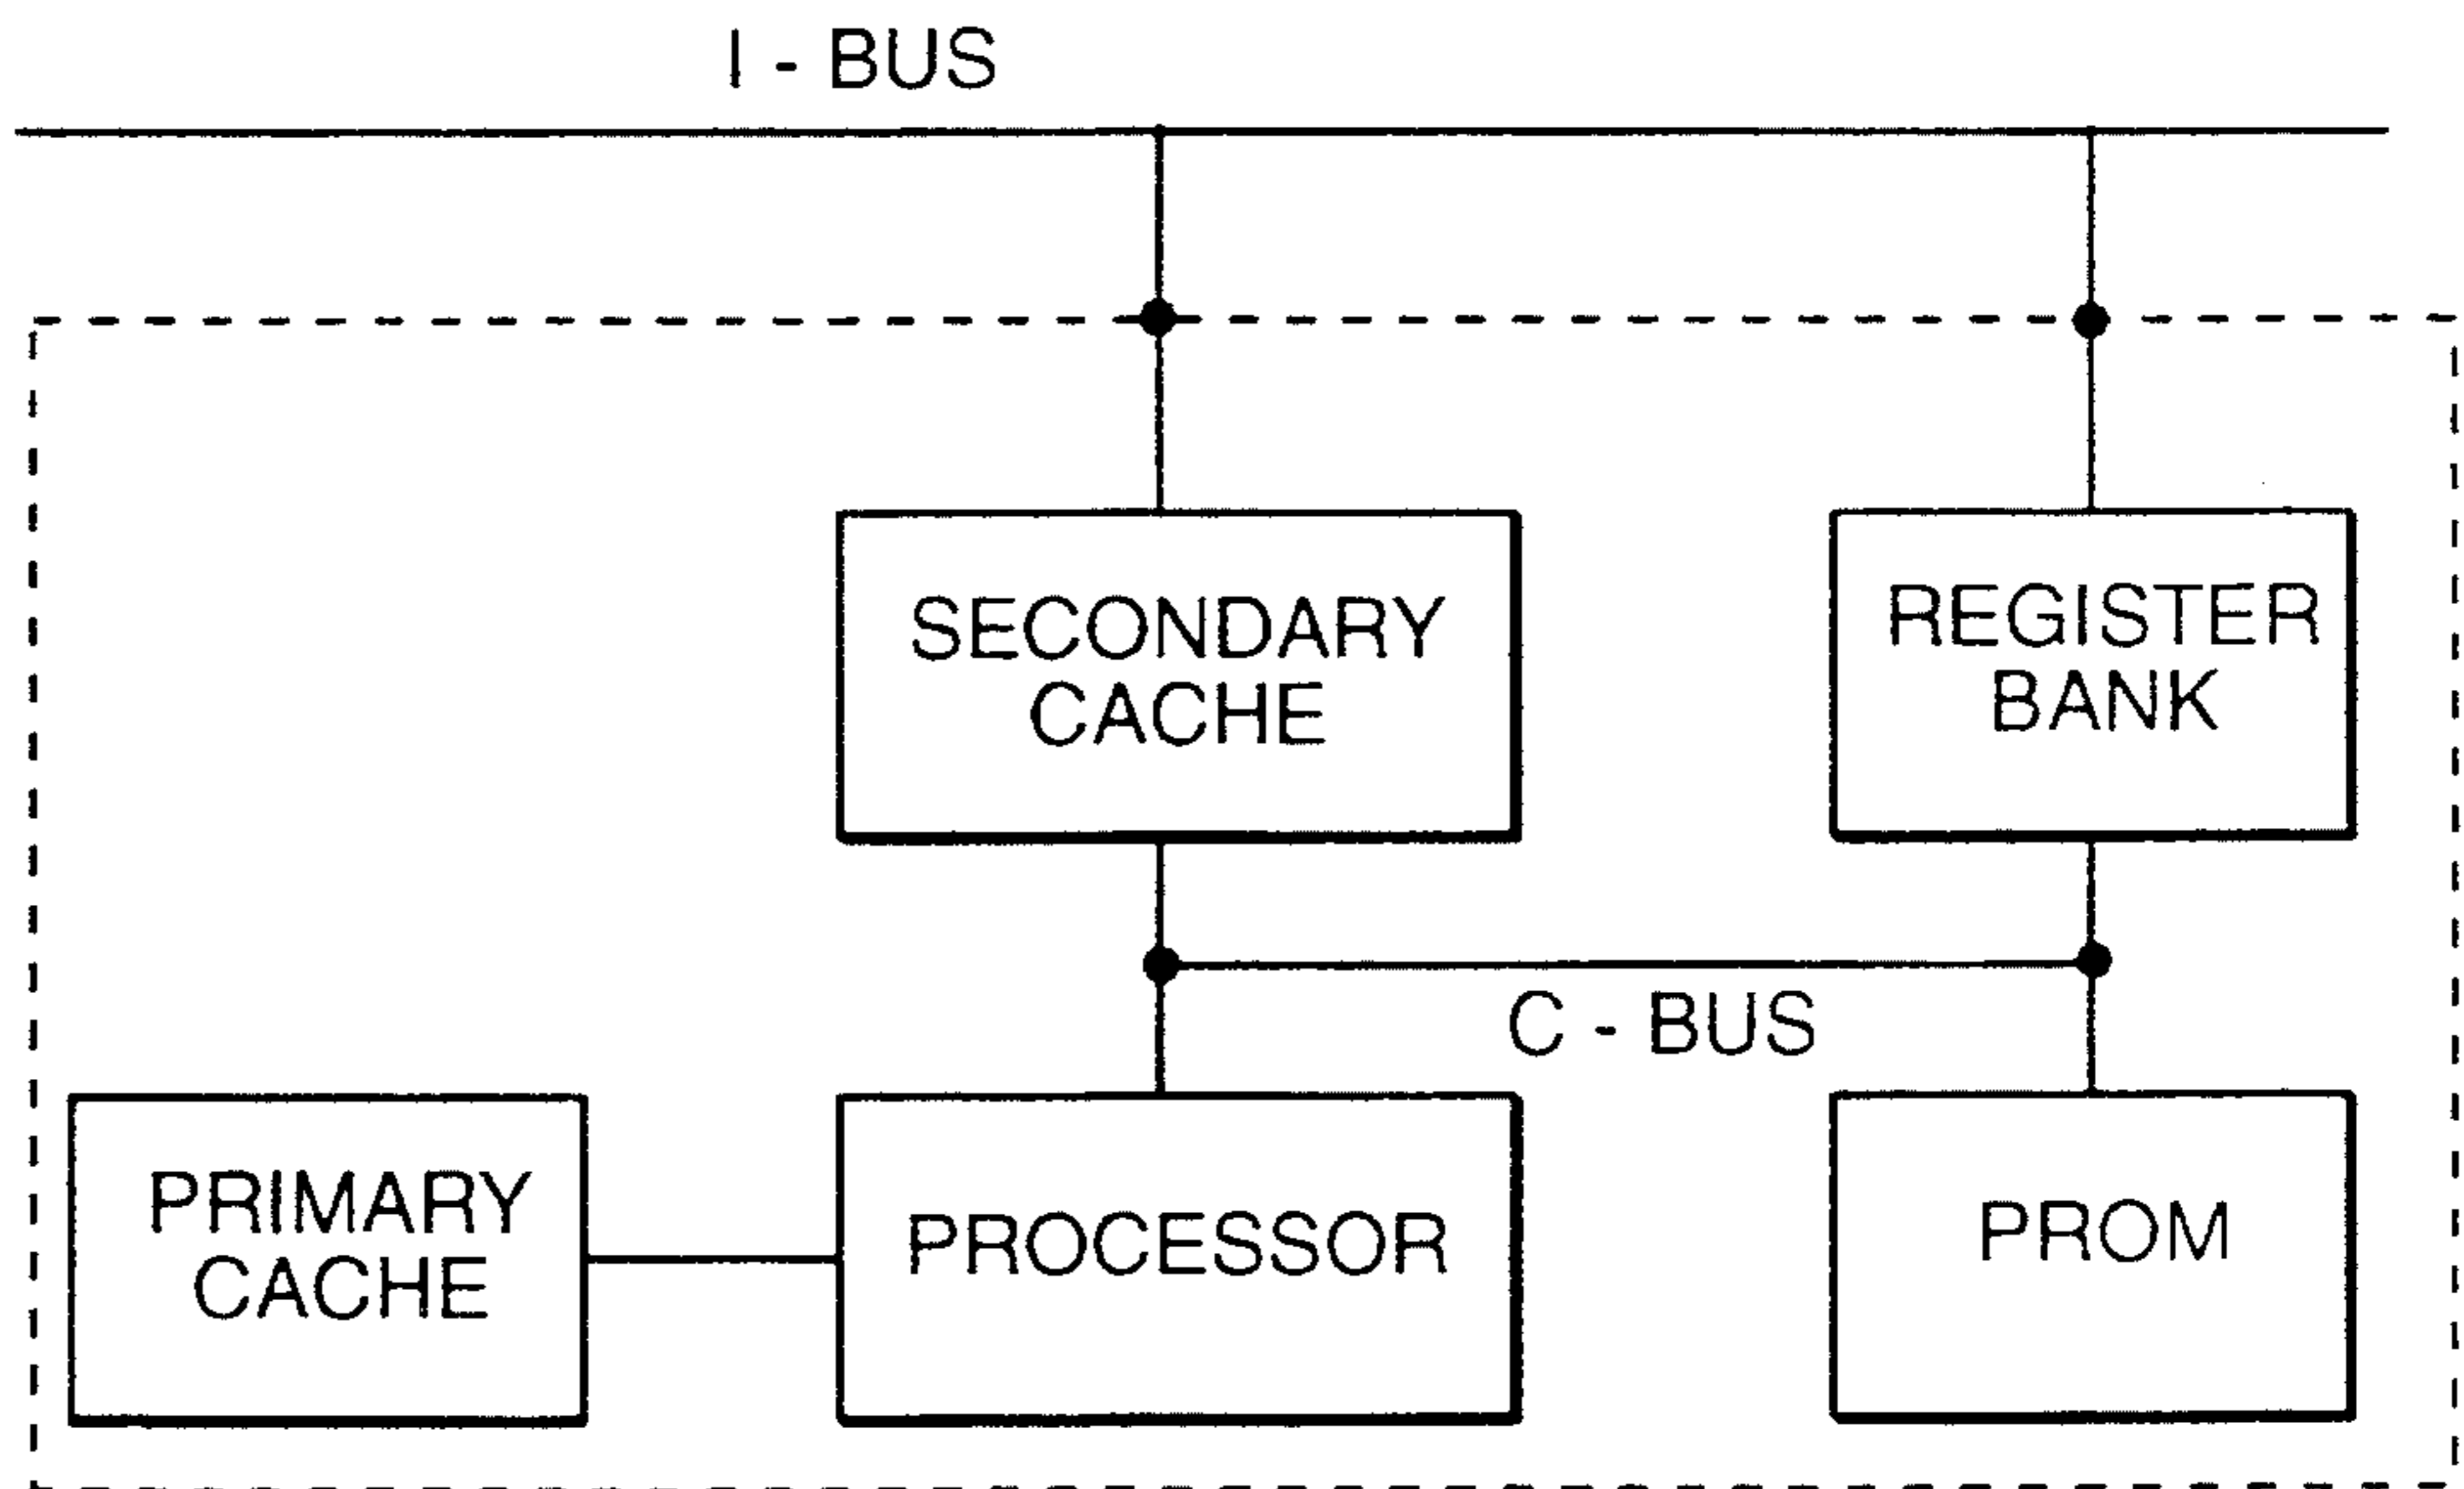 I - BUS
SECONDARY
CACHE
REGISTER
BANK
C - BUS
PRIMARY
CACHE
PROCESSOR
PROM